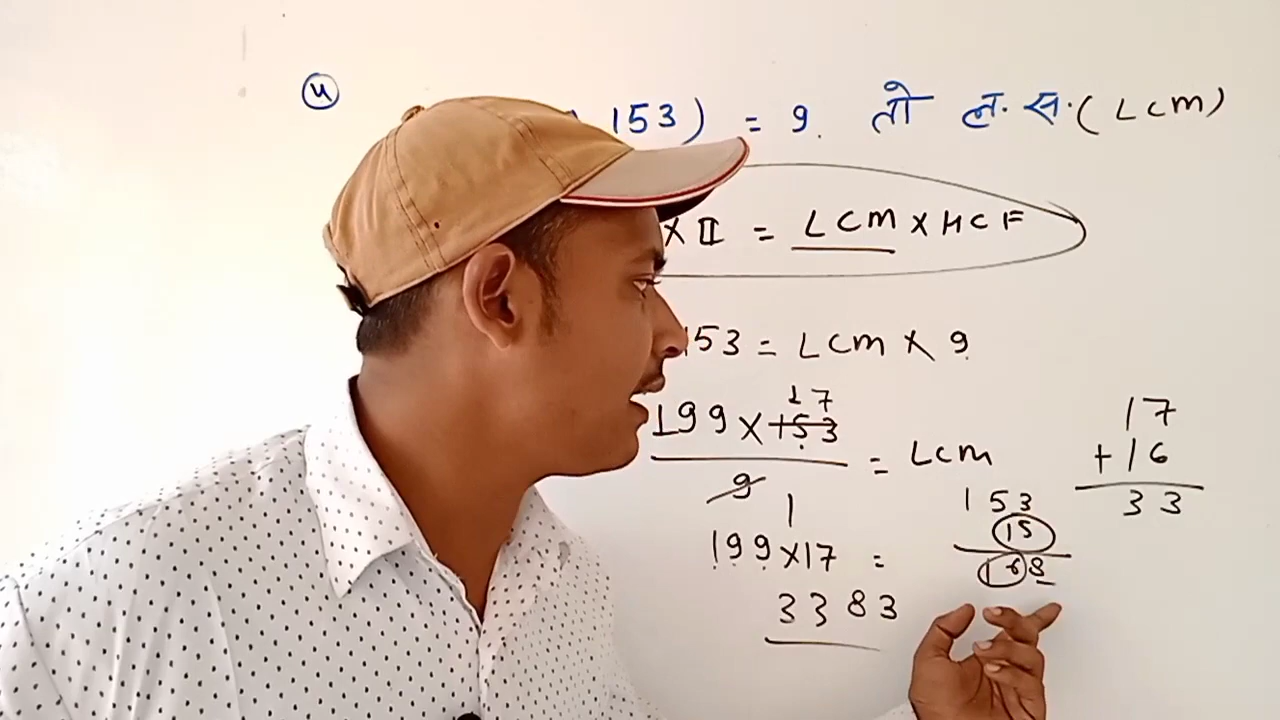 ४
153) = 9. तो ल. स. (LCM)
X II = LCM X HCF
153 = LCM X 9
17
199 X 153
9
= LCM
1
199 X 17 =
3383
153
15
168
17
+ 16
33